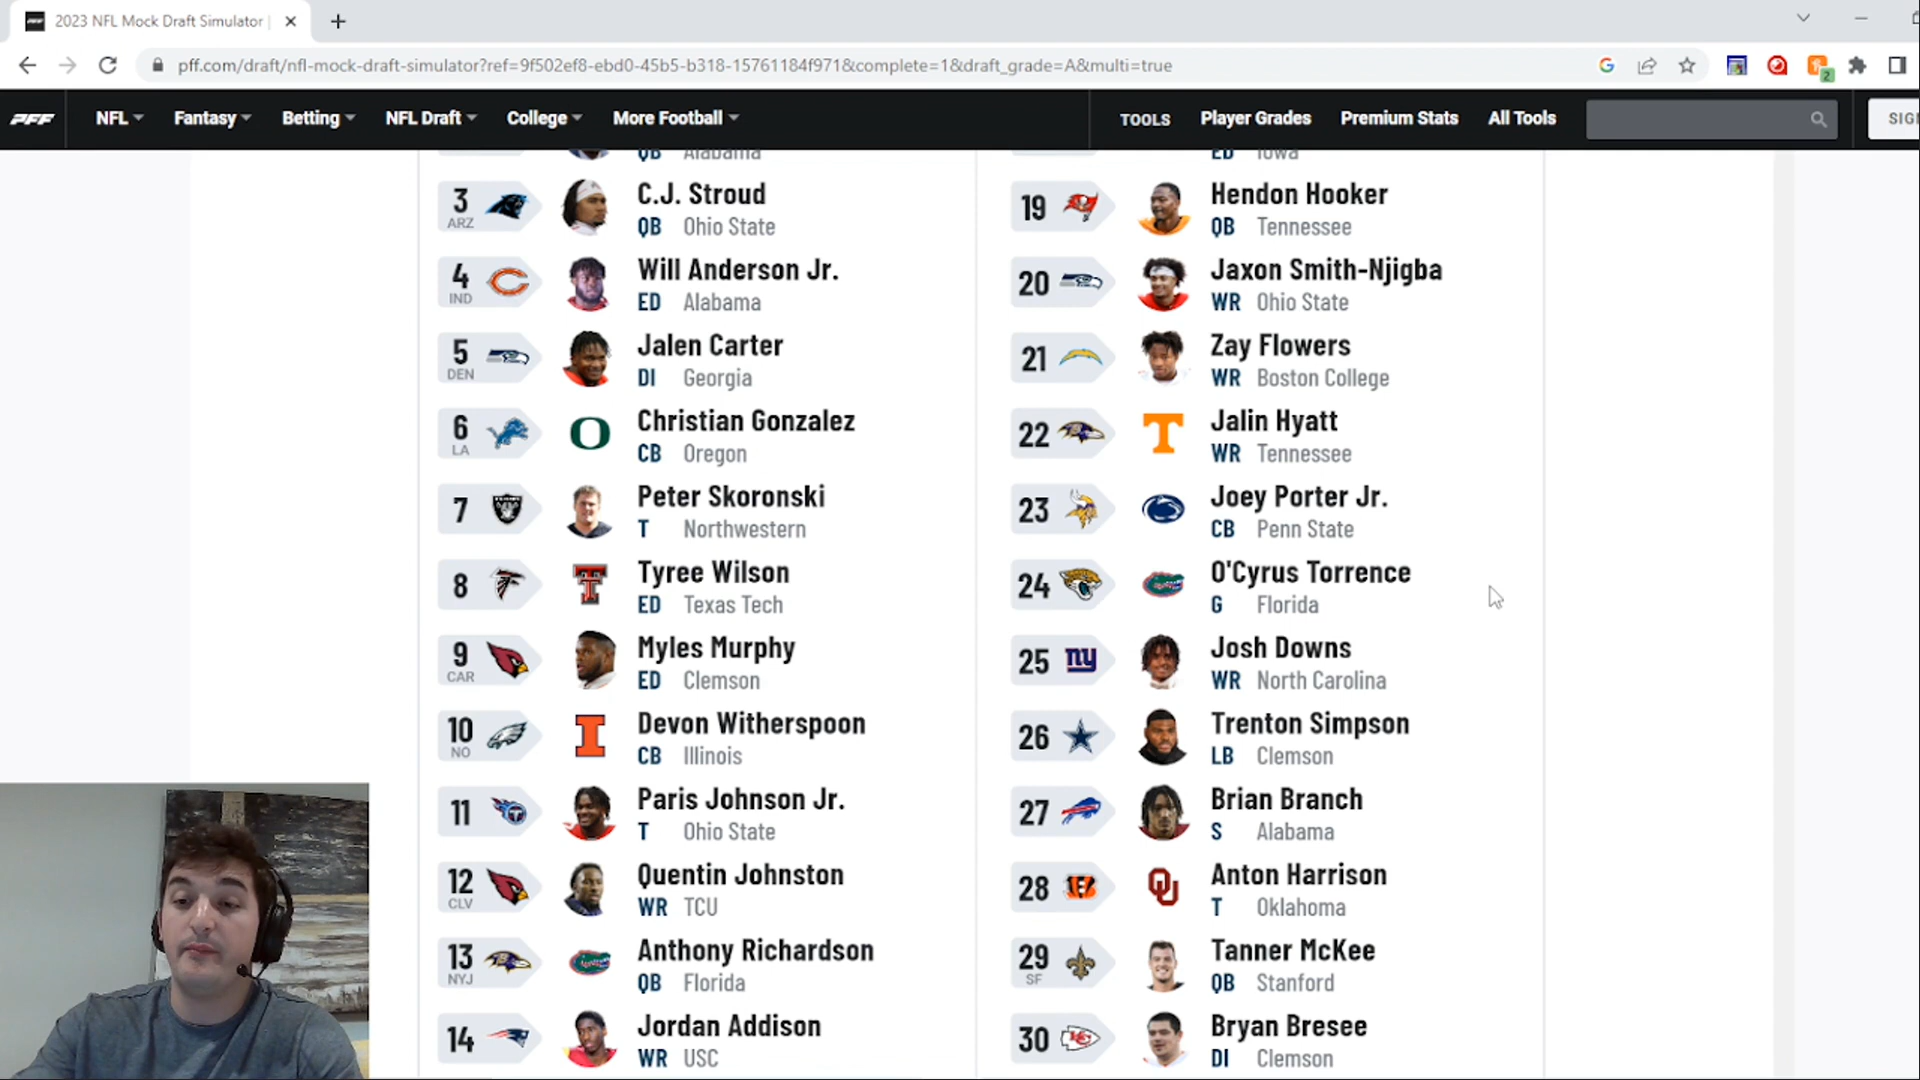 2023 NFL Mock Draft Simulator |
pff.com/draft/nfl-mock-draft-simulator?ref=9f502ef8-ebd0-45b5-b318-15761184f971&complete=1&draft_grade=A&multi=true
2
PFF NFL Fantasy Betting NFL Draft College More Football TOOLS Player Grades Premium Stats All Tools SIGN
QB Alabama
3 ARZ C.J. Stroud
QB Ohio State
4 IND Will Anderson Jr.
ED Alabama
5 DEN Jalen Carter
DI Georgia
6 LA Christian Gonzalez
CB Oregon
7 Peter Skoronski
T Northwestern
8 Tyree Wilson
ED Texas Tech
9 CAR Myles Murphy
ED Clemson
10 NO Devon Witherspoon
CB Illinois
11 Paris Johnson Jr.
T Ohio State
12 CLV Quentin Johnston
WR TCU
13 NYJ Anthony Richardson
QB Florida
14 Jordan Addison
WR USC
ED Iowa
19 Hendon Hooker
QB Tennessee
20 Jaxon Smith-Njigba
WR Ohio State
21 Zay Flowers
WR Boston College
22 Jalin Hyatt
WR Tennessee
23 Joey Porter Jr.
CB Penn State
24 O'Cyrus Torrence
G Florida
25 ny Josh Downs
WR North Carolina
26 Trenton Simpson
LB Clemson
27 Brian Branch
S Alabama
28 Anton Harrison
T Oklahoma
29 SF Tanner McKee
QB Stanford
30 KC Bryan Bresee
DI Clemson